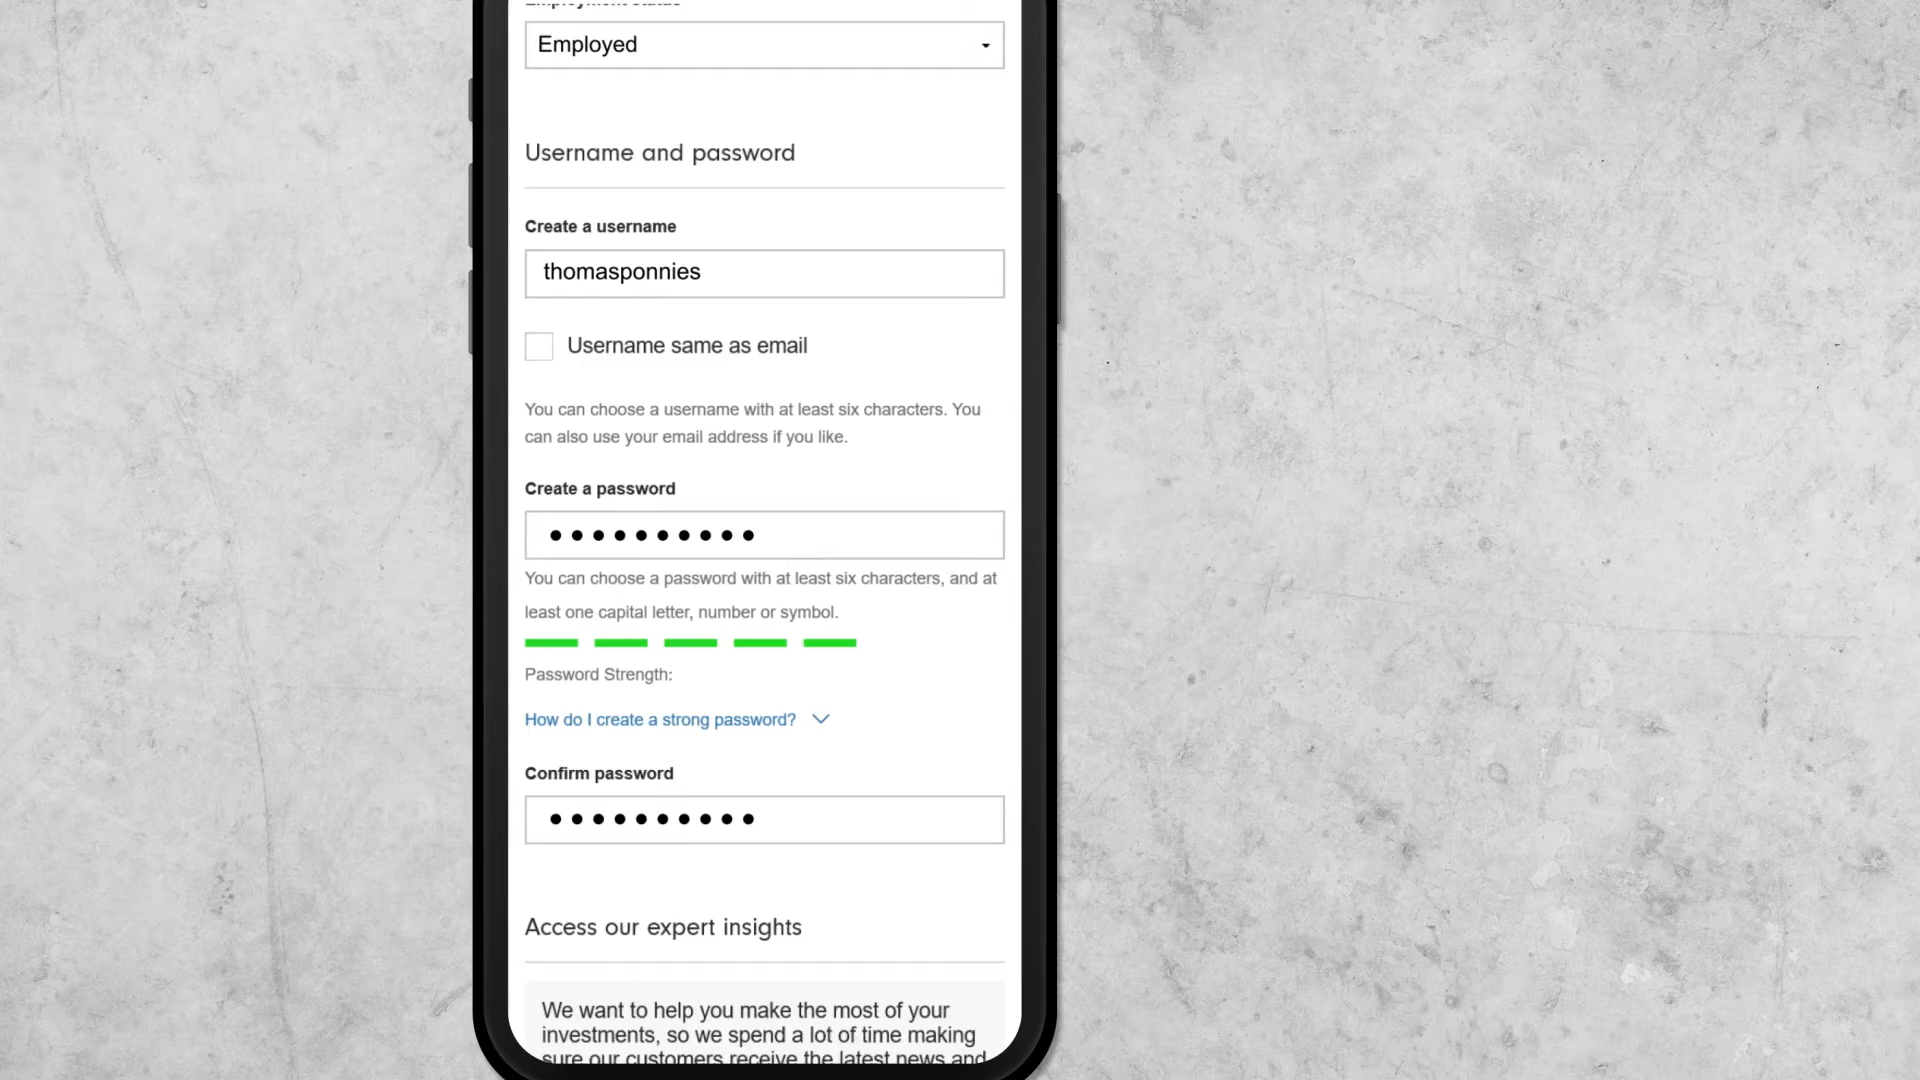 Employment status
Employed
Username and password
Create a username
thomasponnies
Username same as email
You can choose a username with at least six characters. You
can also use your email address if you like.
Create a password
You can choose a password with at least six characters, and at
least one capital letter, number or symbol.
Password Strength:
How do I create a strong password?
Confirm password
Access our expert insights
We want to help you make the most of your
investments, so we spend a lot of time making
sure our customers receive the latest news and